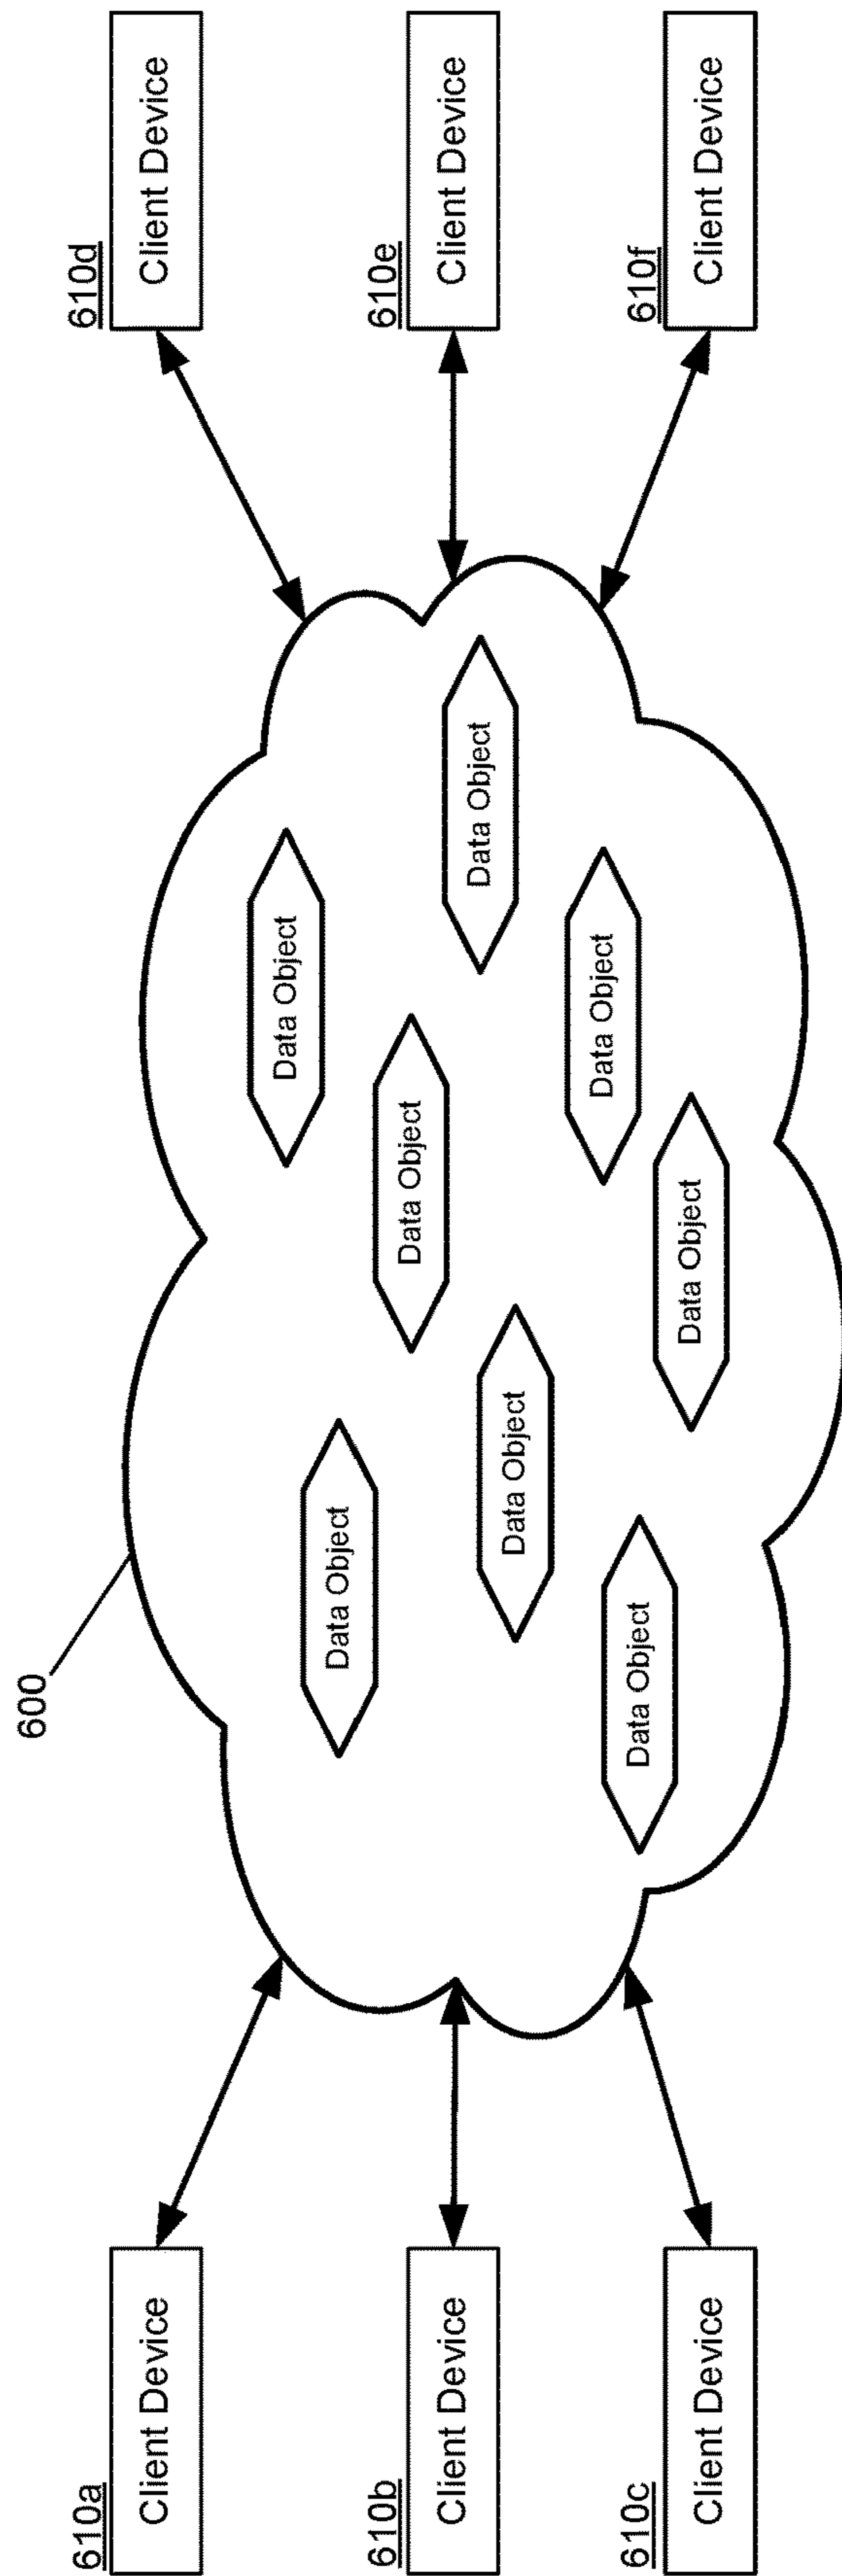 600
610a
Client Device
610b
Client Device
610c
Client Device
Data Object
Data Object
Data Object
Data Object
Data Object
Data Object
Data Object
Data Object
610d
Client Device
610e
Client Device
610f
Client Device